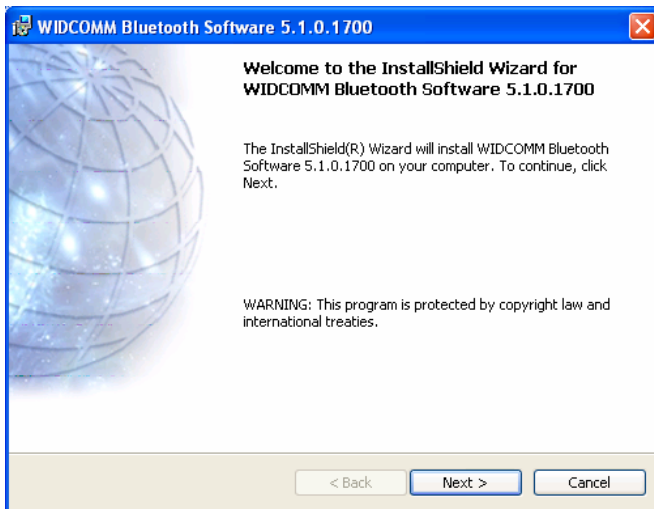 WIDCOMM Bluetooth Software 5.1.0.1700
Welcome to the InstallShield Wizard for
WIDCOMM Bluetooth Software 5.1.0.1700
The InstallShield(R) Wizard will install WIDCOMM Bluetooth
Software 5.1.0.1700 on your computer. To continue, click
Next.
WARNING: This program is protected by copyright law and
international treaties.
< Back
Next >
Cancel